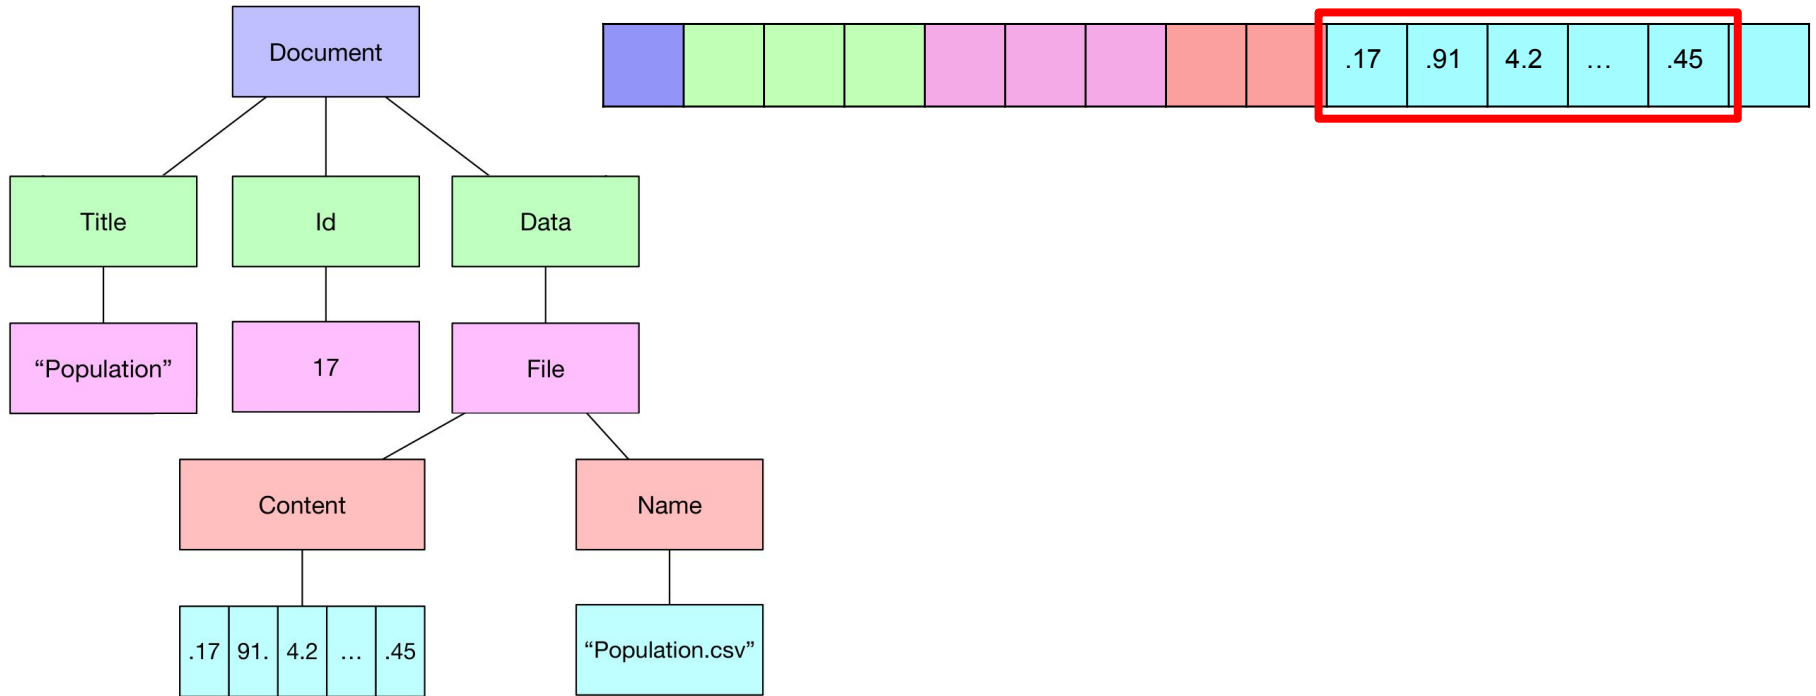 Document
.17 .91 4.2 ... .45
Title Id Data
“Population” 17 File
Content Name
.17 91. 4.2 ... .45 “Population.csv”